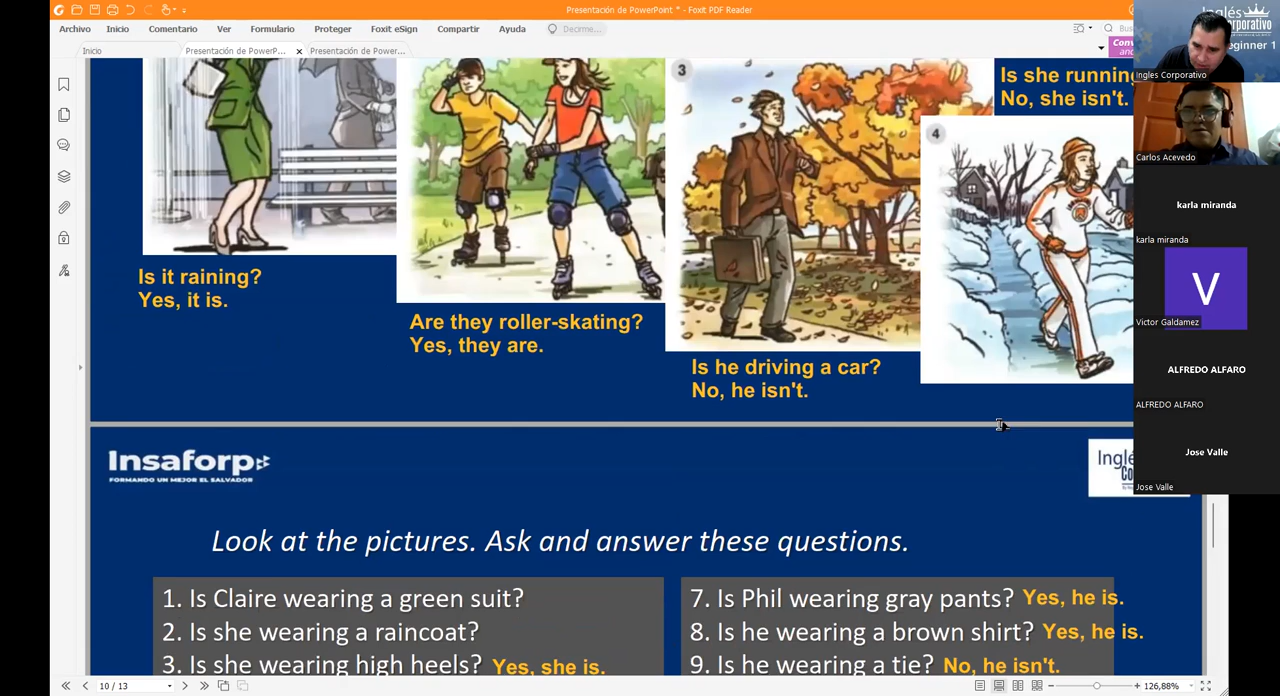 Presentación de PowerPoint * - Foxit PDF Reader
Archivo Inicio Comentario Ver Formulario Proteger Foxit eSign Compartir Ayuda Decirme...
Inicio Presentación de PowerP... × Presentación de Power...
3
Is she running
No, she isn't.
4
Is it raining?
Yes, it is.
Are they roller-skating?
Yes, they are.
Is he driving a car?
No, he isn't.
Insaforp
FORMANDO UN MEJOR EL SALVADOR
Look at the pictures. Ask and answer these questions.
1. Is Claire wearing a green suit?
2. Is she wearing a raincoat?
3. Is she wearing high heels? Yes, she is.
7. Is Phil wearing gray pants? Yes, he is.
8. Is he wearing a brown shirt? Yes, he is.
9. Is he wearing a tie? No, he isn't.
10 / 13
126,88%
Inglés
Ingles Corporativo
Carlos Acevedo
karla miranda
karla miranda
V
Victor Galdamez
ALFREDO ALFARO
ALFREDO ALFARO
Jose Valle
Jose Valle